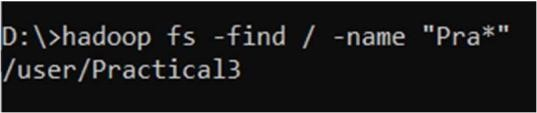 D:\>hadoop fs -find / -name "Pra*"
/user/Practical3